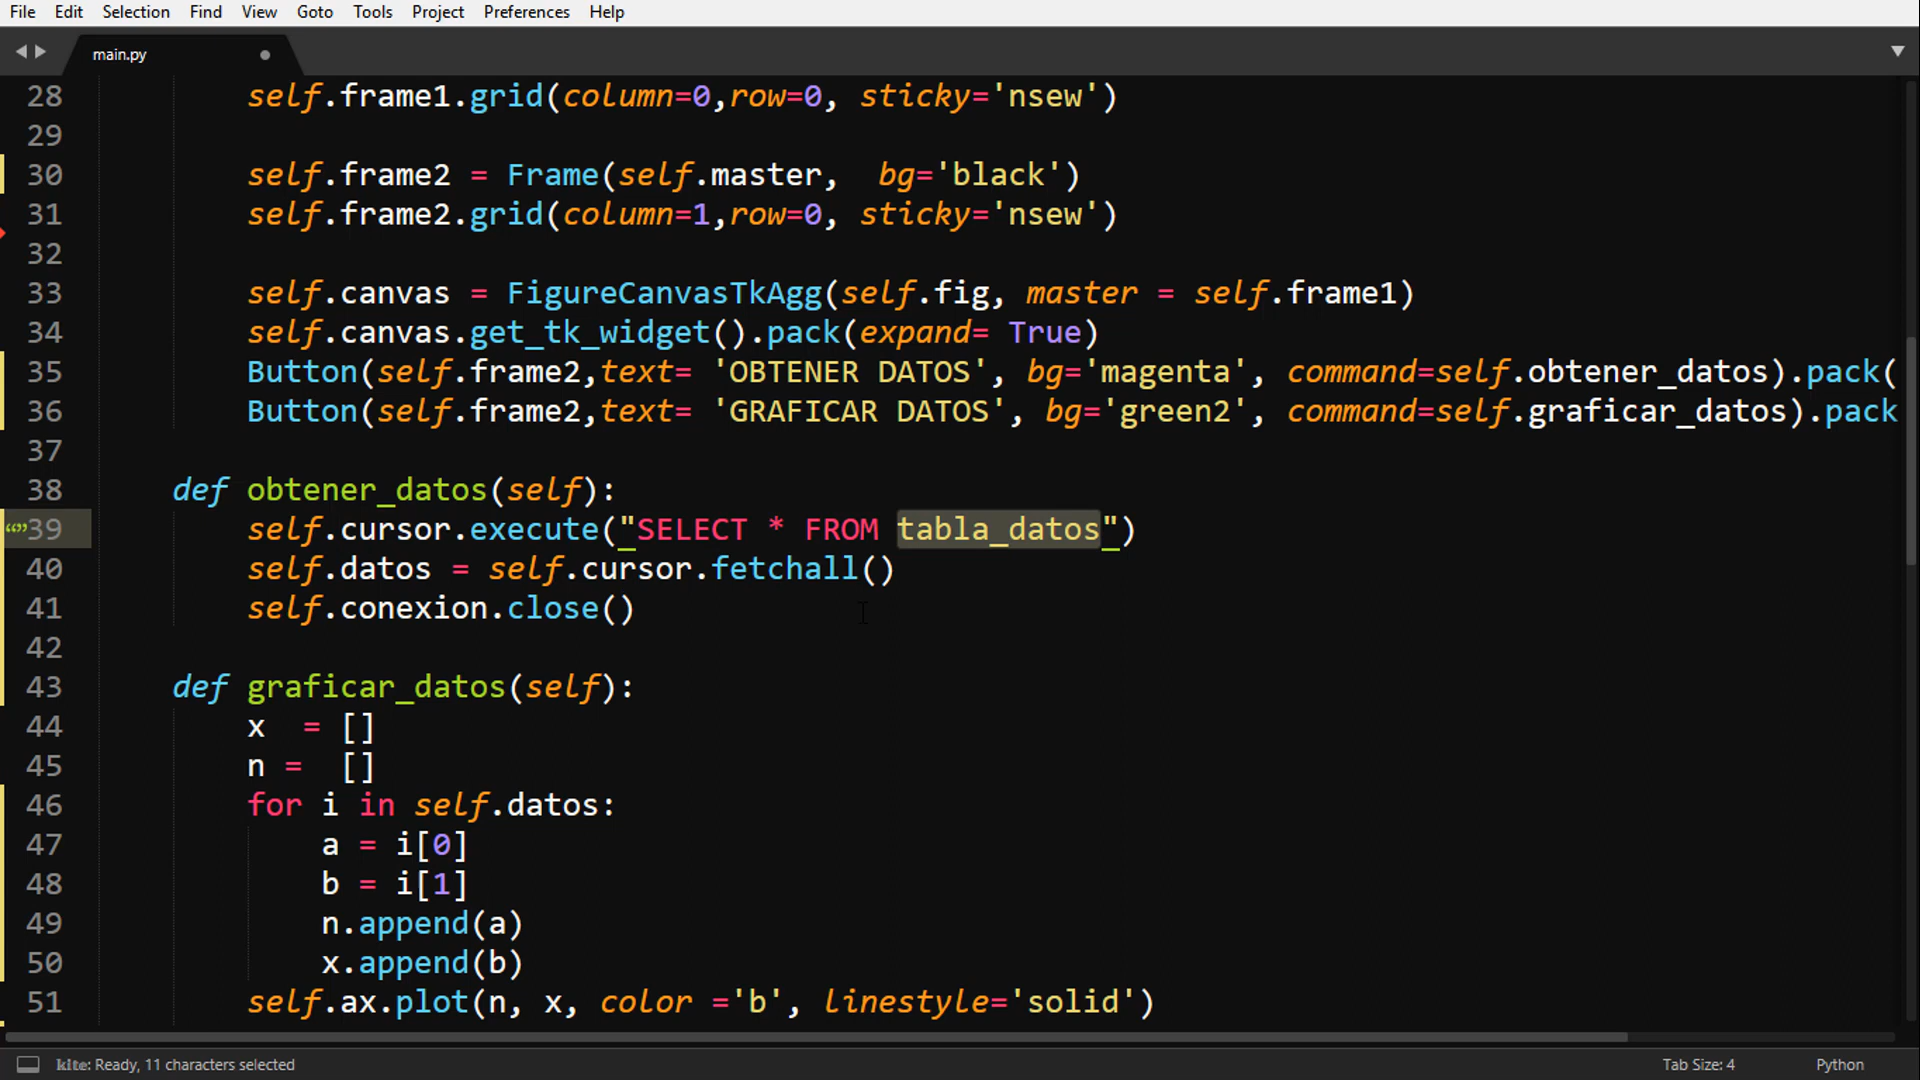 File Edit Selection Find View Goto Tools Project Preferences Help
main.py
28 self.frame1.grid(column=0,row=0, sticky='nsew')
29
30 self.frame2 = Frame(self.master,  bg='black')
31 self.frame2.grid(column=1,row=0, sticky='nsew')
32
33 self.canvas = FigureCanvasTkAgg(self.fig, master = self.frame1)
34 self.canvas.get_tk_widget().pack(expand= True)
35 Button(self.frame2,text= 'OBTENER DATOS', bg='magenta', command=self.obtener_datos).pack(
36 Button(self.frame2,text= 'GRAFICAR DATOS', bg='green2', command=self.graficar_datos).pack
37
38 def obtener_datos(self):
“”39 self.cursor.execute("SELECT * FROM tabla_datos")
40 self.datos = self.cursor.fetchall()
41 self.conexion.close()
42
43 def graficar_datos(self):
44 x  = []
45 n =  []
46 for i in self.datos:
47 a = i[0]
48 b = i[1]
49 n.append(a)
50 x.append(b)
51 self.ax.plot(n, x, color ='b', linestyle='solid')
kite: Ready, 11 characters selected Tab Size: 4 Python